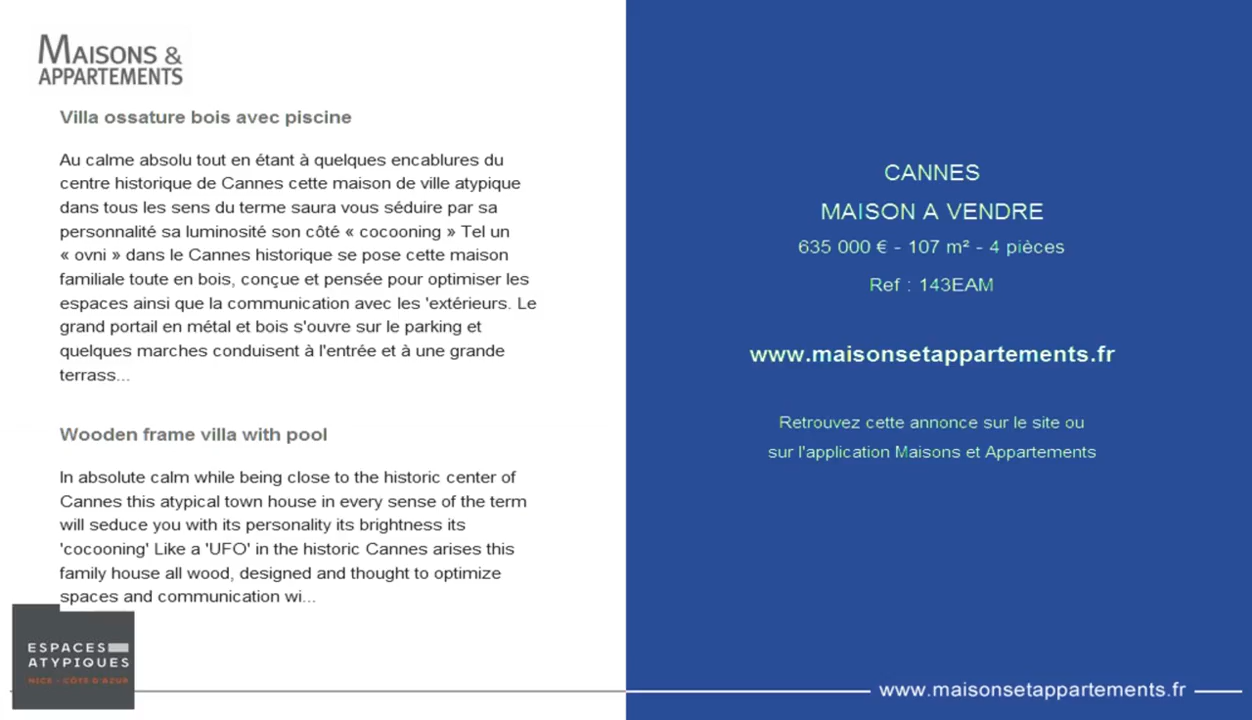 MAISONS &
APPARTEMENTS
Villa ossature bois avec piscine
Au calme absolu tout en étant à quelques encablures du
centre historique de Cannes cette maison de ville atypique
dans tous les sens du terme saura vous séduire par sa
personnalité sa luminosité son côté « cocooning » Tel un
« ovni » dans le Cannes historique se pose cette maison
familiale toute en bois, conçue et pensée pour optimiser les
espaces ainsi que la communication avec les 'extérieurs. Le
grand portail en métal et bois s'ouvre sur le parking et
quelques marches conduisent à l'entrée et à une grande
terrass...
Wooden frame villa with pool
In absolute calm while being close to the historic center of
Cannes this atypical town house in every sense of the term
will seduce you with its personality its brightness its
'cocooning' Like a 'UFO' in the historic Cannes arises this
family house all wood, designed and thought to optimize
spaces and communication wi...
ESPACES
ATYPIQUES
NICE - CÔTE D'AZUR
CANNES
MAISON A VENDRE
635 000 € - 107 m² - 4 pièces
Ref : 143EAM
www.maisonsetappartements.fr
Retrouvez cette annonce sur le site ou
sur l'application Maisons et Appartements
www.maisonsetappartements.fr